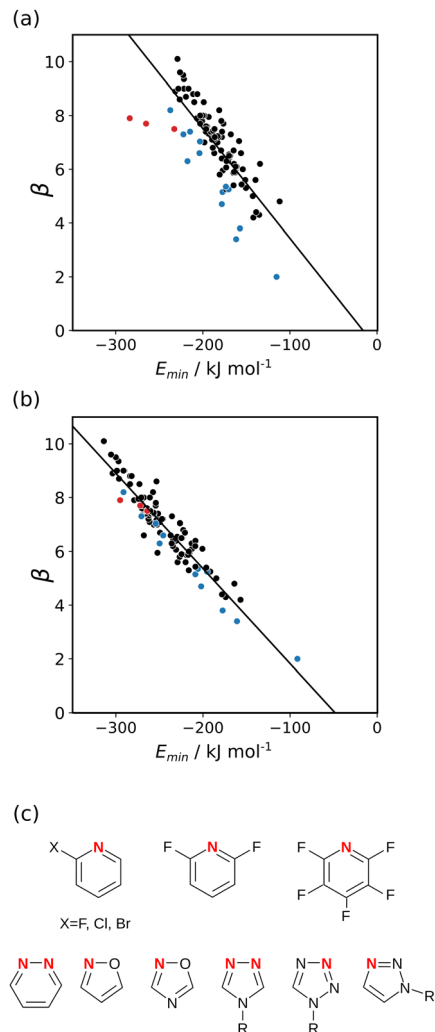 (a)
10
8
6
4
2
0
β
−300 −200 −100 0
E_min / kJ mol⁻¹
(b)
10
8
6
4
2
0
β
−300 −200 −100 0
E_min / kJ mol⁻¹
(c)
X N F N F F N F
F F
F
X=F, Cl, Br
N N N O N O N N N N N N
N N N N N
R R R